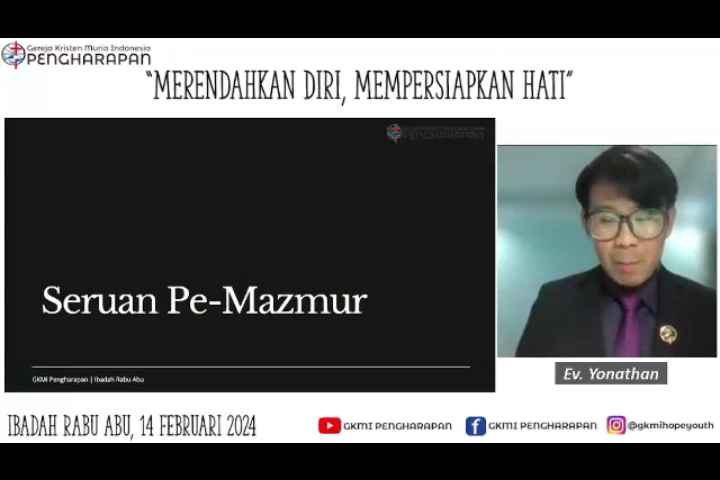 Gereja Kristen Muria Indonesia
PENGHARAPAN
"MERENDAHKAN DIRI, MEMPERSIAPKAN HATI"
PENGHARAPAN
Seruan Pe-Mazmur
GKMI Pengharapan | Ibadah Rabu Abu
Ev. Yonathan
IBADAH RABU ABU, 14 FEBRUARI 2024
GKMI PENGHARAPAN
GKMI PENGHARAPAN
@gkmihopeyouth